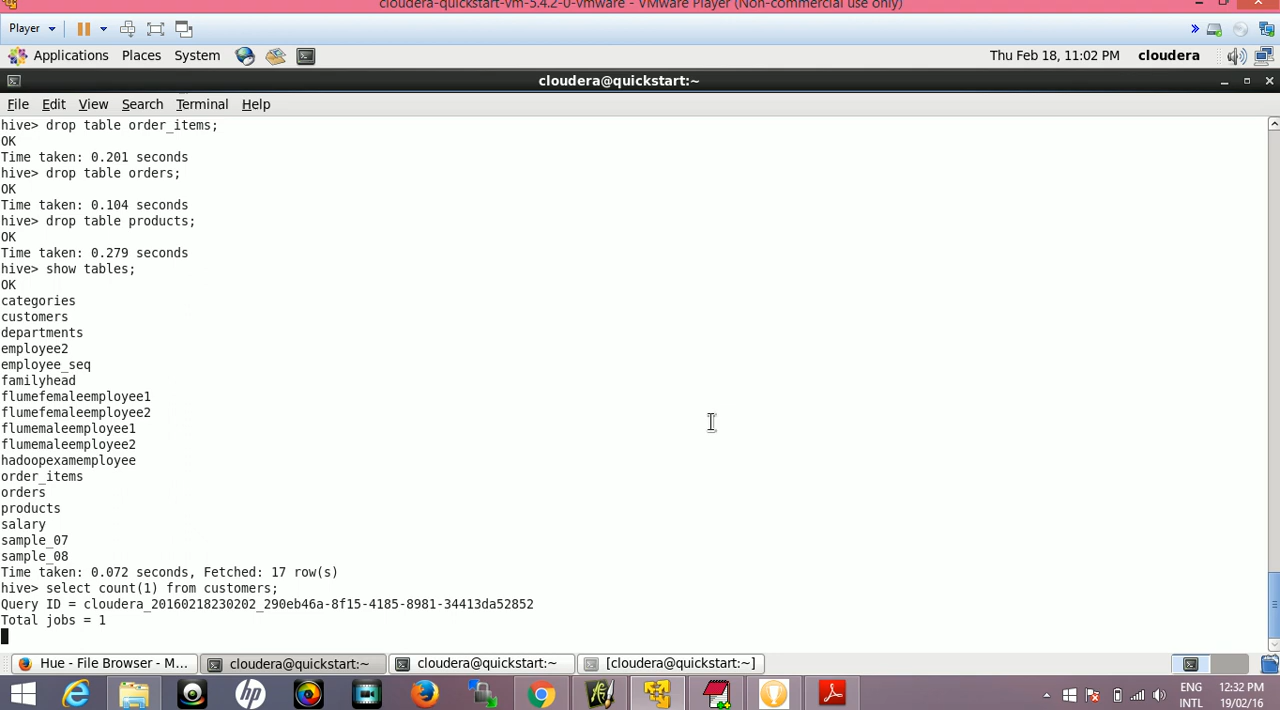 cloudera-quickstart-vm-5.4.2-0-vmware - VMware Player (Non-commercial use only)
Player
Applications Places System Thu Feb 18, 11:02 PM cloudera
cloudera@quickstart:~
File Edit View Search Terminal Help
hive> drop table order_items;
OK
Time taken: 0.201 seconds
hive> drop table orders;
OK
Time taken: 0.104 seconds
hive> drop table products;
OK
Time taken: 0.279 seconds
hive> show tables;
OK
categories
customers
departments
employee2
employee_seq
familyhead
flumefemaleemployee1
flumefemaleemployee2
flumemaleemployee1
flumemaleemployee2
hadoopexamemployee
order_items
orders
products
salary
sample_07
sample_08
Time taken: 0.072 seconds, Fetched: 17 row(s)
hive> select count(1) from customers;
Query ID = cloudera_20160218230202_290eb46a-8f15-4185-8981-34413da52852
Total jobs = 1
Hue - File Browser - M... cloudera@quickstart:~ cloudera@quickstart:~ [cloudera@quickstart:~]
ENG 12:32 PM
INTL 19/02/16